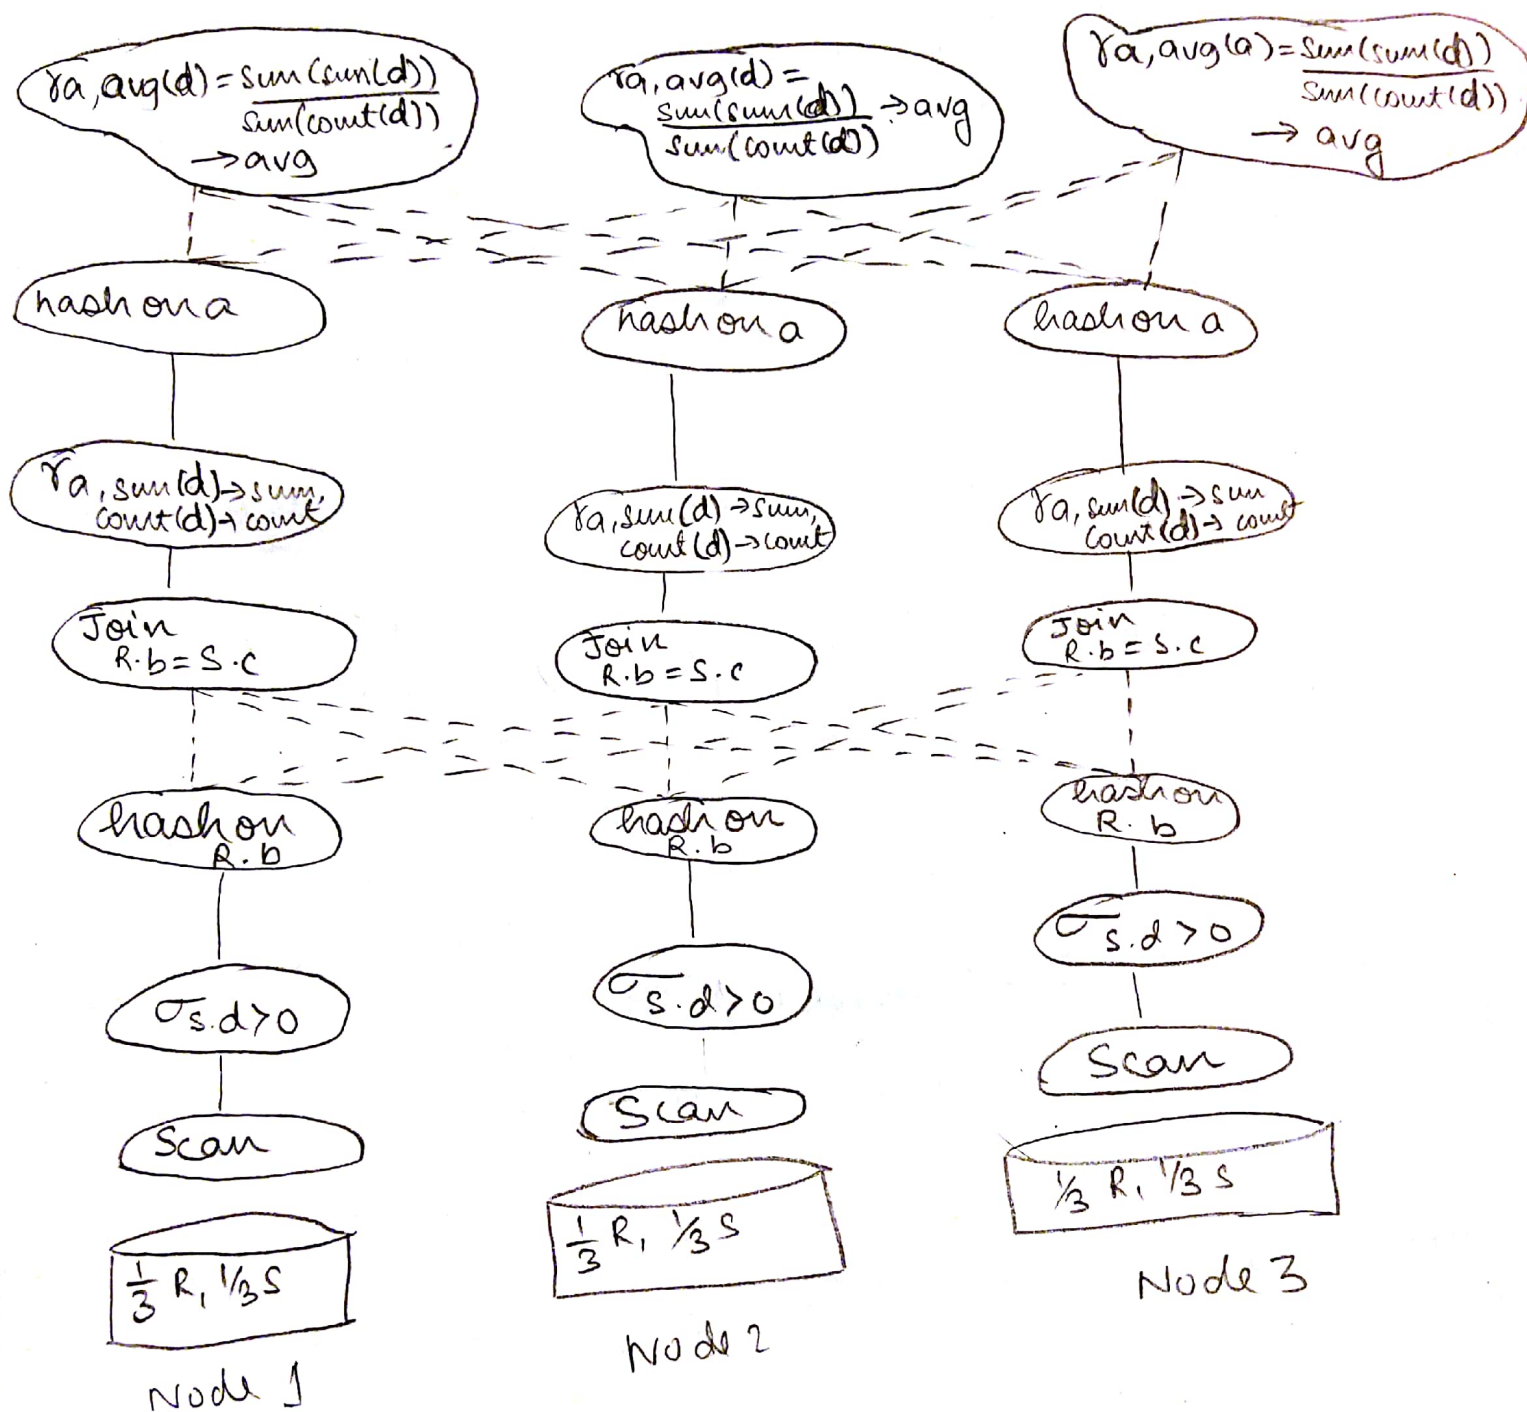 γa, avg(d) = sum(sum(d))
sum(count(d))
→ avg
γa, avg(d) =
sum(sum(d)) → avg
sum(count(d))
γa, avg(a) = sum(sum(d))
sum(count(d))
→ avg
hash on a
hash on a
hash on a
γa, sum(d) → sum,
count(d) → count
γa, sum(d) → sum,
count(d) → count
γa, sum(d) → sum
count(d) → count
Join
R.b = S.c
Join
R.b = S.c
Join
R.b = S.c
hash on
R.b
hash on
R.b
hash on
R.b
σ s.d > 0
σ s.d > 0
σ s.d > 0
Scan
Scan
Scan
1/3 R, 1/3 S
1/3 R, 1/3 S
1/3 R, 1/3 S
Node 1
Node 2
Node 3